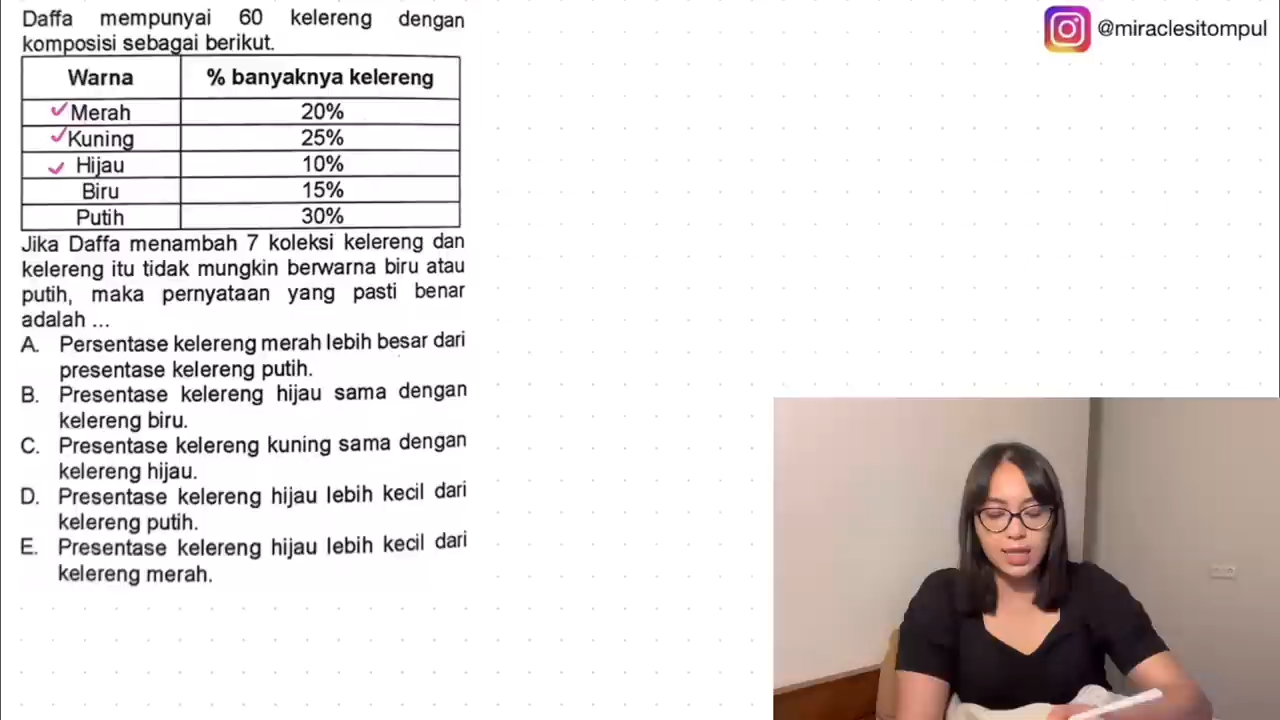 Daffa mempunyai 60 kelereng dengan
komposisi sebagai berikut.
Warna % banyaknya kelereng
Merah 20%
Kuning 25%
Hijau 10%
Biru 15%
Putih 30%
Jika Daffa menambah 7 koleksi kelereng dan
kelereng itu tidak mungkin berwarna biru atau
putih, maka pernyataan yang pasti benar
adalah ...
A. Persentase kelereng merah lebih besar dari
presentase kelereng putih.
B. Presentase kelereng hijau sama dengan
kelereng biru.
C. Presentase kelereng kuning sama dengan
kelereng hijau.
D. Presentase kelereng hijau lebih kecil dari
kelereng putih.
E. Presentase kelereng hijau lebih kecil dari
kelereng merah.
@miraclesitompul